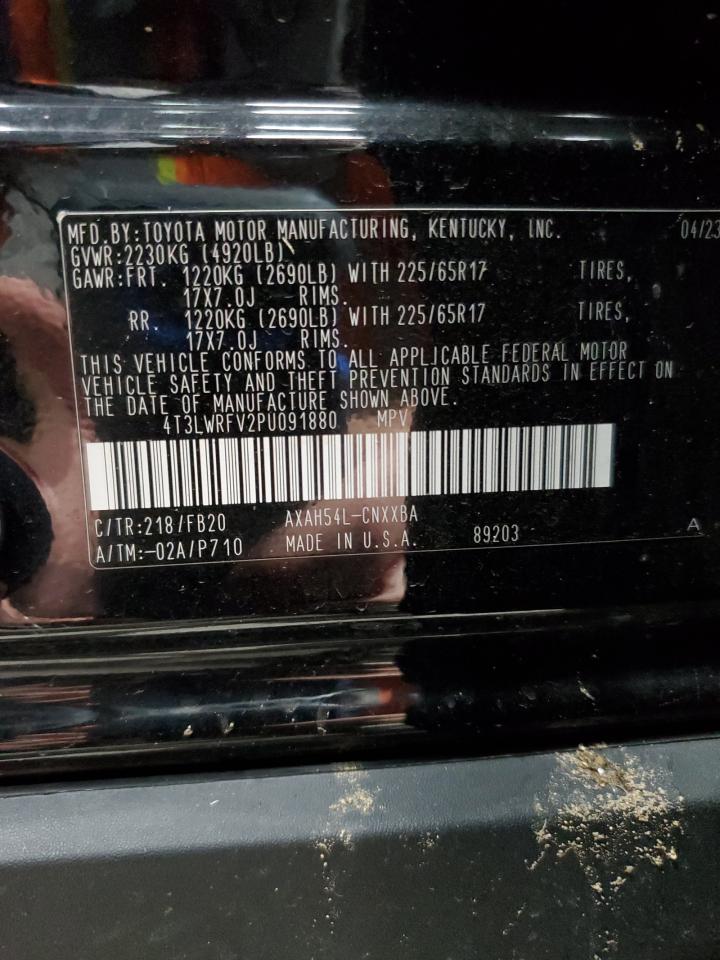 MFD.BY:TOYOTA MOTOR MANUFACTURING, KENTUCKY, INC. 04/23
GVWR:2230KG (4920LB)
GAWR:FRT. 1220KG (2690LB) WITH 225/65R17 TIRES,
17X7.0J RIMS.
RR. 1220KG (2690LB) WITH 225/65R17 TIRES,
17X7.0J RIMS.
THIS VEHICLE CONFORMS TO ALL APPLICABLE FEDERAL MOTOR
VEHICLE SAFETY AND THEFT PREVENTION STANDARDS IN EFFECT ON
THE DATE OF MANUFACTURE SHOWN ABOVE.
4T3LWRFV2PU091880 MPV
C/TR:218/FB20 AXAH54L-CNXXBA
A/TM:-02A/P710 MADE IN U.S.A. 89203 A